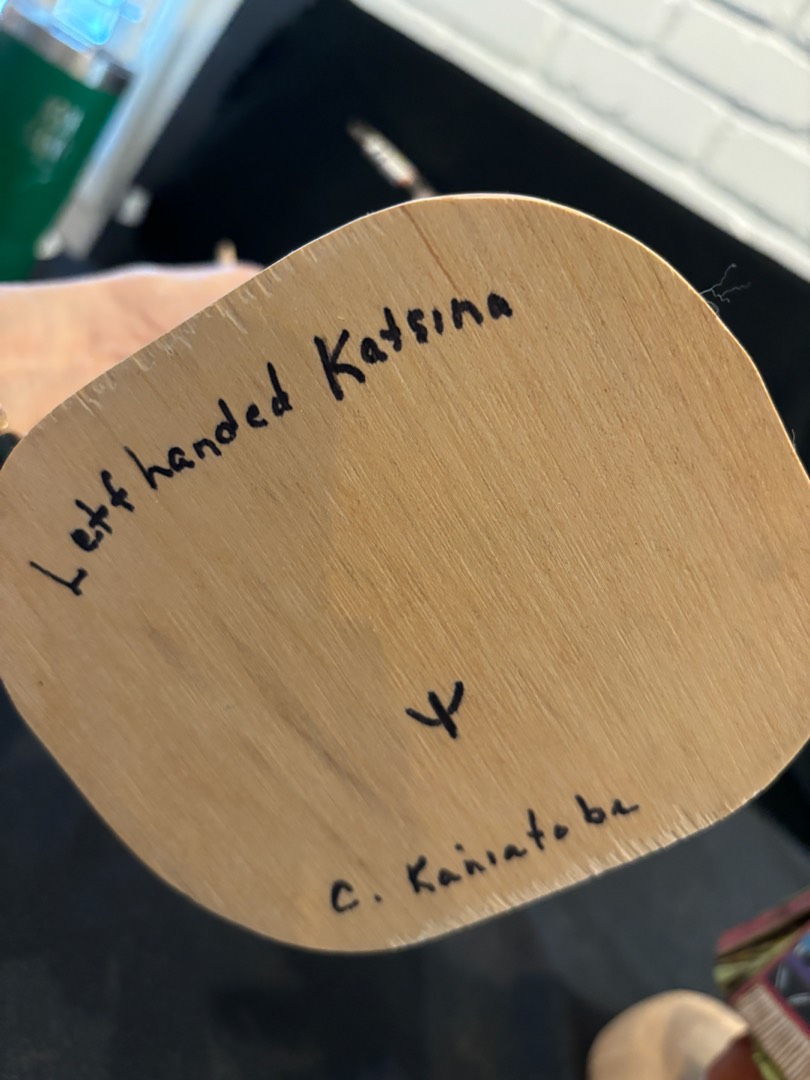 Lefthanded Katsina
C. Kaniatobe